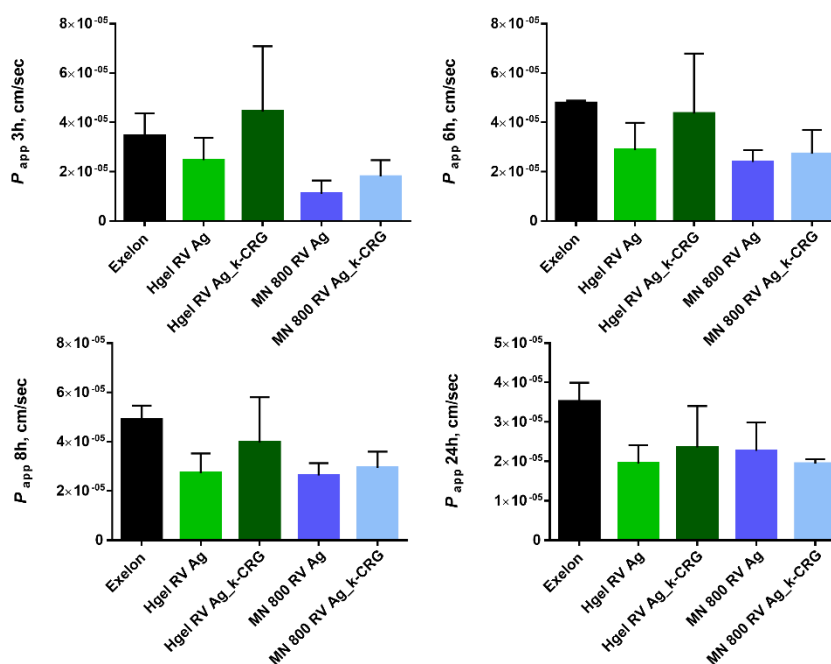 P app 3h, cm/sec
8×10⁻⁰⁵
6×10⁻⁰⁵
4×10⁻⁰⁵
2×10⁻⁰⁵
0
Exelon
Hgel RV Ag
Hgel RV Ag_k-CRG
MN 800 RV Ag
MN 800 RV Ag_k-CRG
P app 6h, cm/sec
8×10⁻⁰⁵
6×10⁻⁰⁵
4×10⁻⁰⁵
2×10⁻⁰⁵
0
Exelon
Hgel RV Ag
Hgel RV Ag_k-CRG
MN 800 RV Ag
MN 800 RV Ag_k-CRG
P app 8h, cm/sec
8×10⁻⁰⁵
6×10⁻⁰⁵
4×10⁻⁰⁵
2×10⁻⁰⁵
0
Exelon
Hgel RV Ag
Hgel RV Ag_k-CRG
MN 800 RV Ag
MN 800 RV Ag_k-CRG
P app 24h, cm/sec
5×10⁻⁰⁵
4×10⁻⁰⁵
3×10⁻⁰⁵
2×10⁻⁰⁵
1×10⁻⁰⁵
0
Exelon
Hgel RV Ag
Hgel RV Ag_k-CRG
MN 800 RV Ag
MN 800 RV Ag_k-CRG